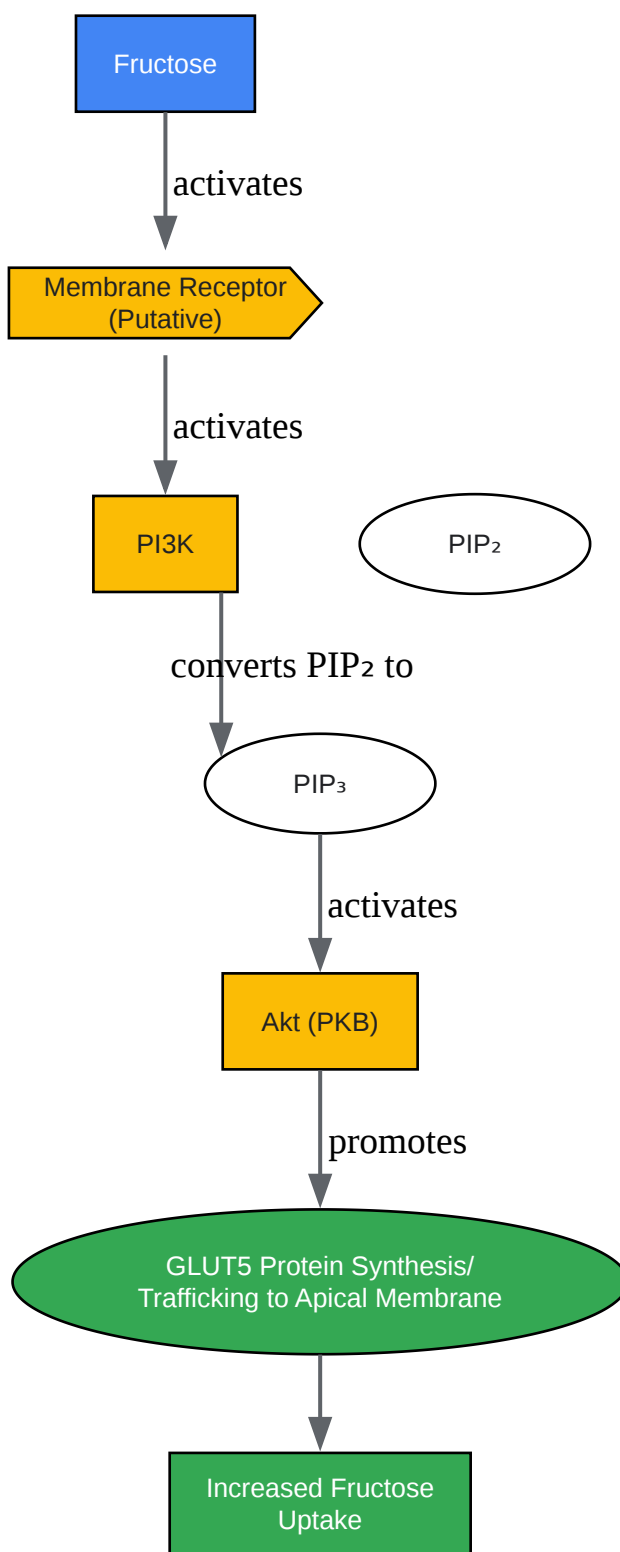 Fructose
activates
Membrane Receptor
(Putative)
activates
PI3K
PIP₂
converts PIP₂ to
PIP₃
activates
Akt (PKB)
promotes
GLUT5 Protein Synthesis/
Trafficking to Apical Membrane
Increased Fructose
Uptake